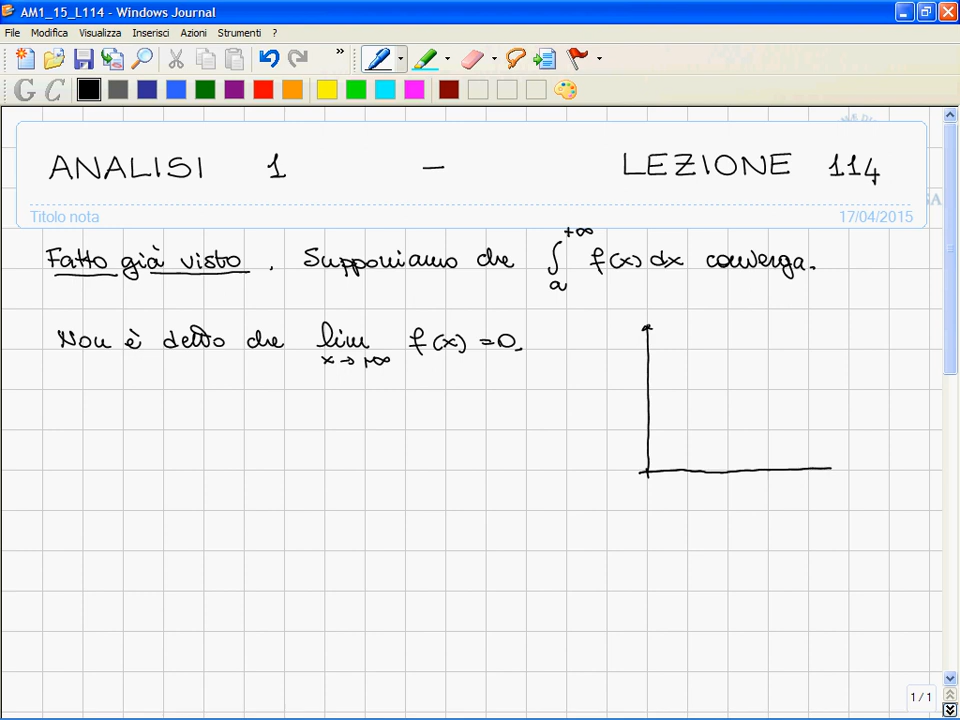 AM1_15_L114 - Windows Journal
File Modifica Visualizza Inserisci Azioni Strumenti ?
»
G C
ANALISI 1 - LEZIONE 114
Titolo nota 17/04/2015
Fatto già visto. Supponiamo che ∫_a^{+∞} f(x) dx converga.
Non è detto che lim_{x→+∞} f(x) = 0.
1 / 1